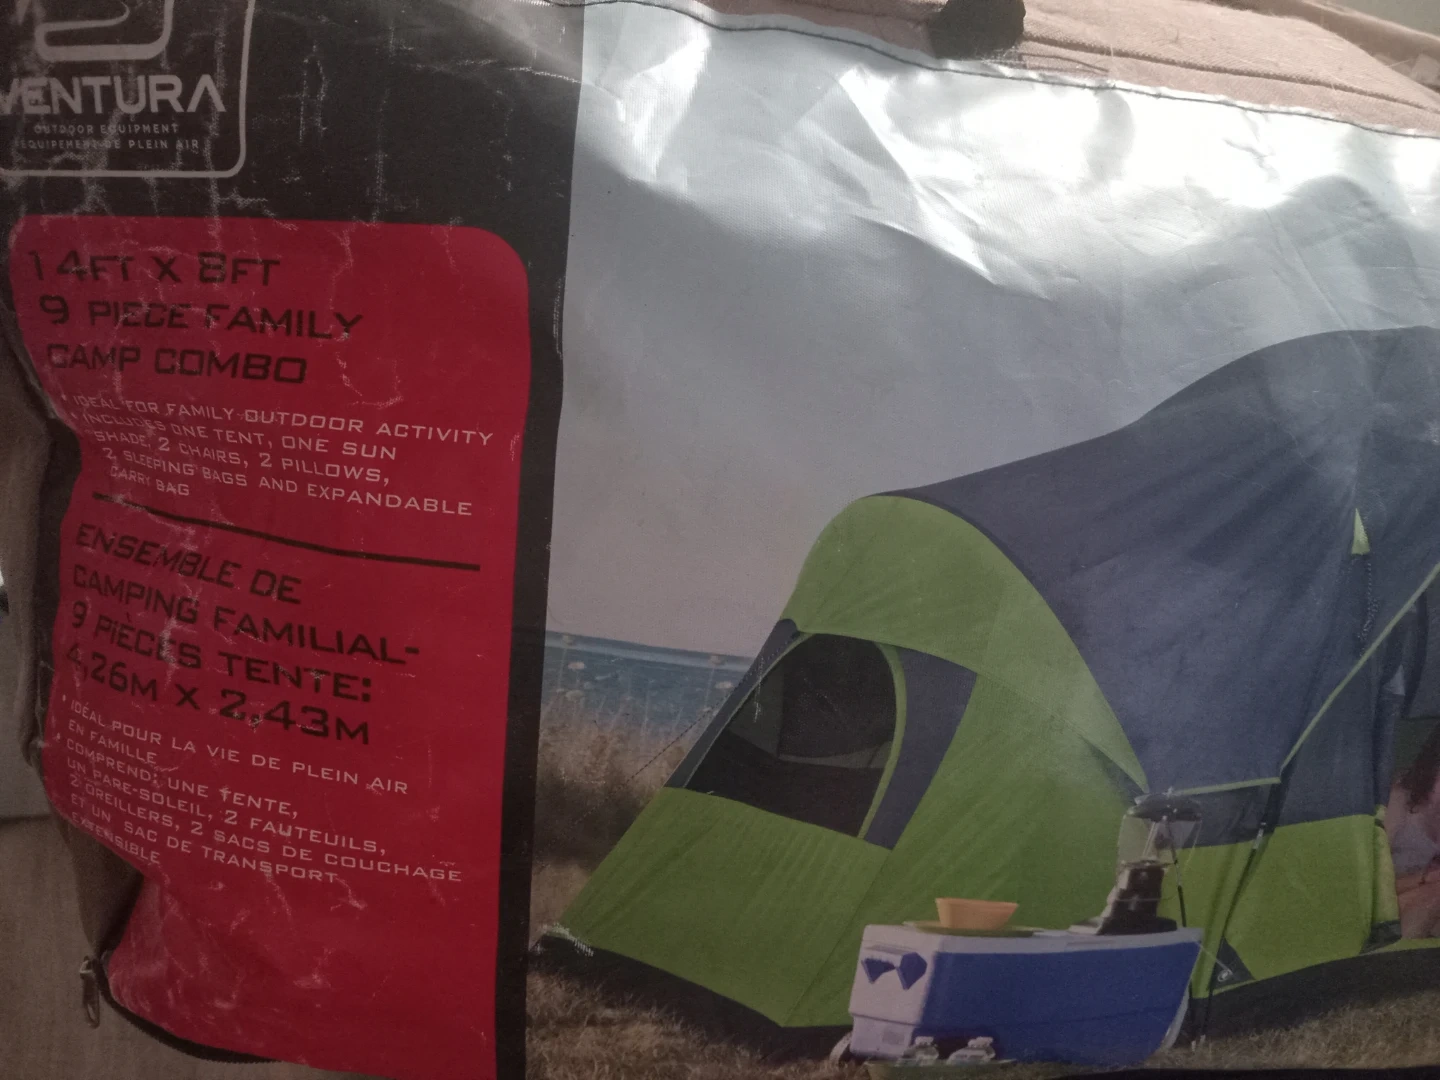 VENTURA
OUTDOOR EQUIPMENT
EQUIPEMENT DE PLEIN AIR
14FT X 8FT
9 PIECE FAMILY
CAMP COMBO
• IDEAL FOR FAMILY OUTDOOR ACTIVITY
• INCLUDES ONE TENT, ONE SUN
SHADE, 2 CHAIRS, 2 PILLOWS,
2 SLEEPING BAGS AND EXPANDABLE
CARRY BAG
ENSEMBLE DE
CAMPING FAMILIAL-
9 PIÈCES TENTE:
4,26M X 2,43M
• IDÉAL POUR LA VIE DE PLEIN AIR
EN FAMILLE
• COMPREND: UNE TENTE,
UN PARE-SOLEIL, 2 FAUTEUILS,
2 OREILLERS, 2 SACS DE COUCHAGE
ET UN SAC DE TRANSPORT
EXTENSIBLE